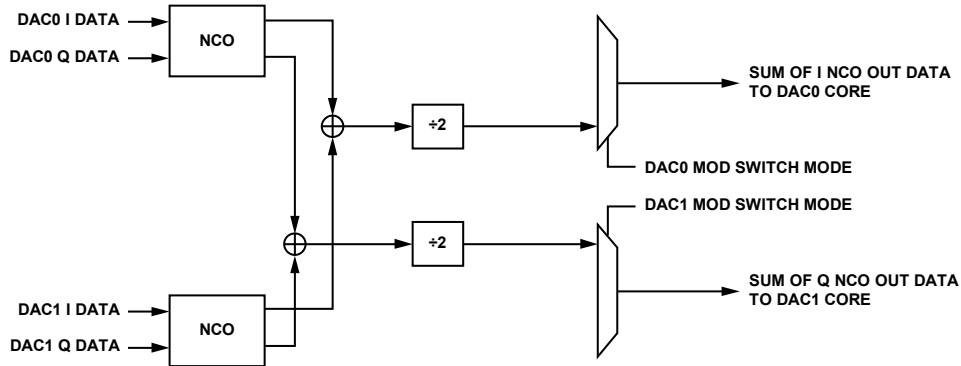 DAC0 I DATA
DAC0 Q DATA
NCO
÷2
SUM OF I NCO OUT DATA
TO DAC0 CORE
DAC0 MOD SWITCH MODE
DAC1 MOD SWITCH MODE
÷2
SUM OF Q NCO OUT DATA
TO DAC1 CORE
DAC1 I DATA
DAC1 Q DATA
NCO